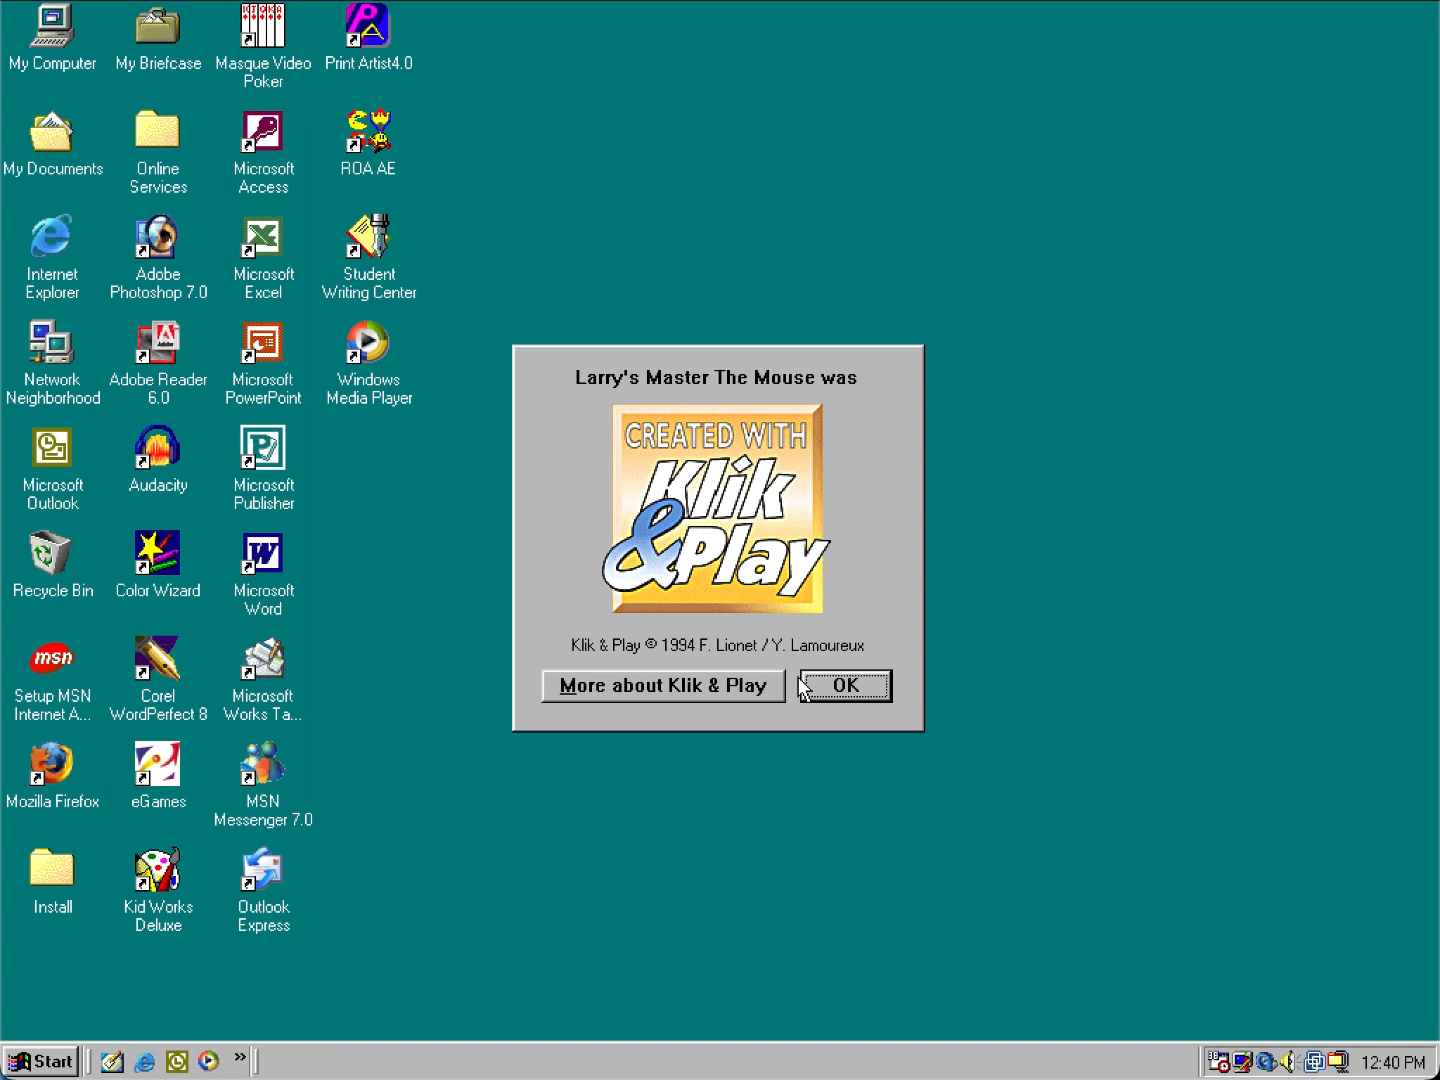 My Computer
My Briefcase
Masque Video
Poker
Print Artist4.0
My Documents
Online
Services
Microsoft
Access
ROA AE
Internet
Explorer
Adobe
Photoshop 7.0
Microsoft
Excel
Student
Writing Center
Network
Neighborhood
Adobe Reader
6.0
Microsoft
PowerPoint
Windows
Media Player
Microsoft
Outlook
Audacity
Microsoft
Publisher
Recycle Bin
Color Wizard
Microsoft
Word
msn
Setup MSN
Internet A...
Corel
WordPerfect 8
Microsoft
Works Ta...
Mozilla Firefox
eGames
MSN
Messenger 7.0
Install
Kid Works
Deluxe
Outlook
Express
Larry's Master The Mouse was
CREATED WITH
Klik
&Play
Klik & Play © 1994 F. Lionet / Y. Lamoureux
More about Klik & Play
OK
Start
»
12:40 PM